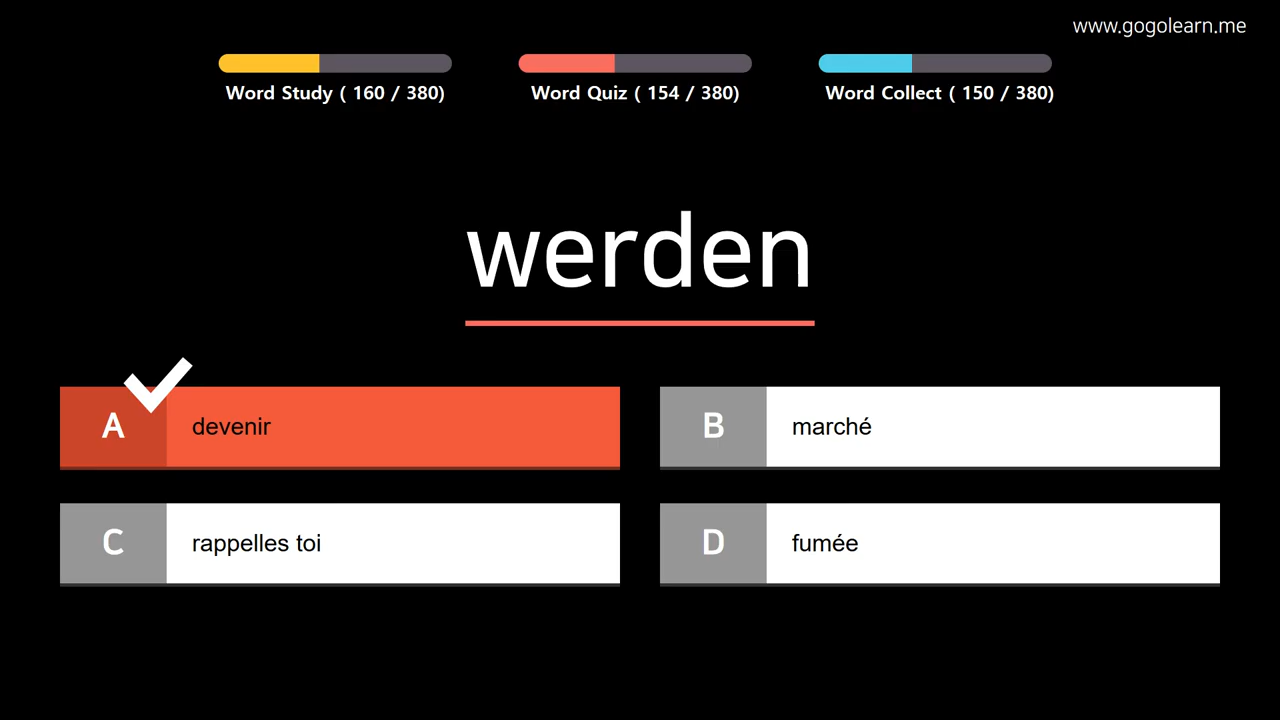 www.gogolearn.me
Word Study ( 160 / 380)
Word Quiz ( 154 / 380)
Word Collect ( 150 / 380)
werden
A devenir
B marché
C rappelles toi
D fumée